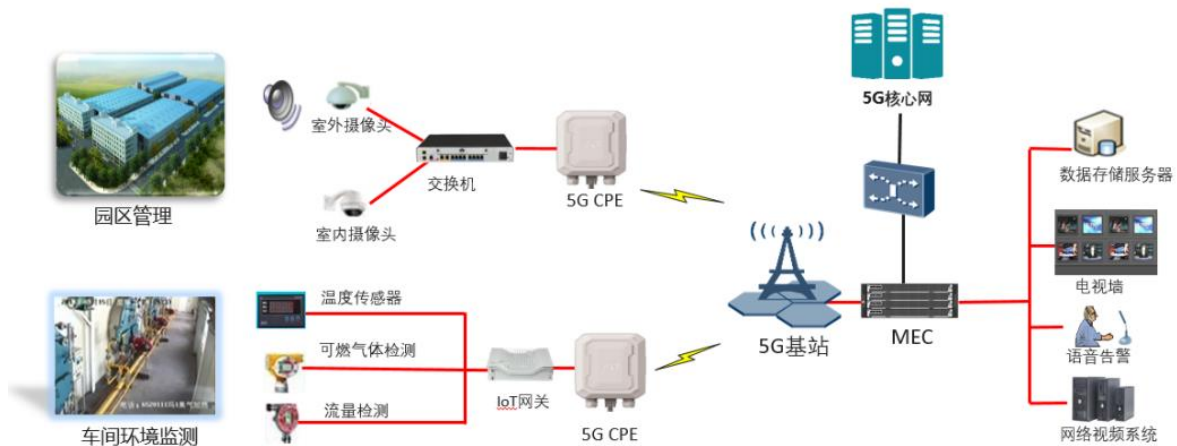 5G核心网
室外摄像头
交换机
5G CPE
数据存储服务器
园区管理
室内摄像头
电视墙
温度传感器
可燃气体检测
5G基站
MEC
语音告警
IoT网关
流量检测
5G CPE
车间环境监测
网络视频系统